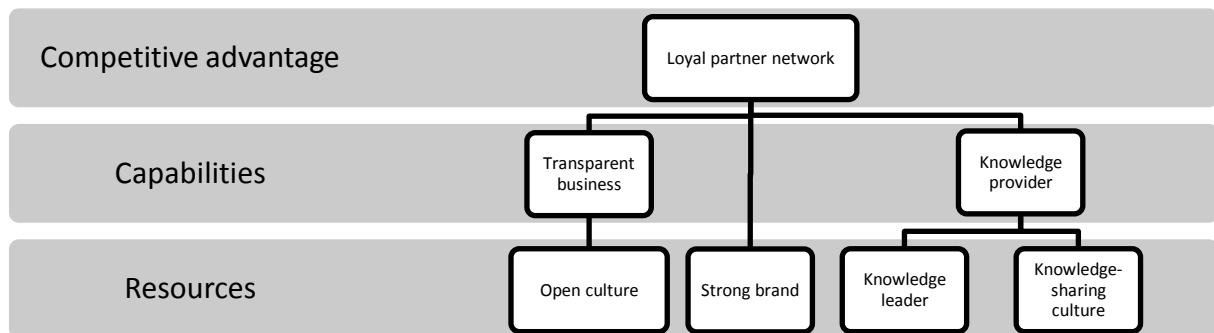 Competitive advantage
Loyal partner network
Capabilities
Transparent
business
Knowledge
provider
Resources
Open culture
Strong brand
Knowledge
leader
Knowledge-
sharing
culture